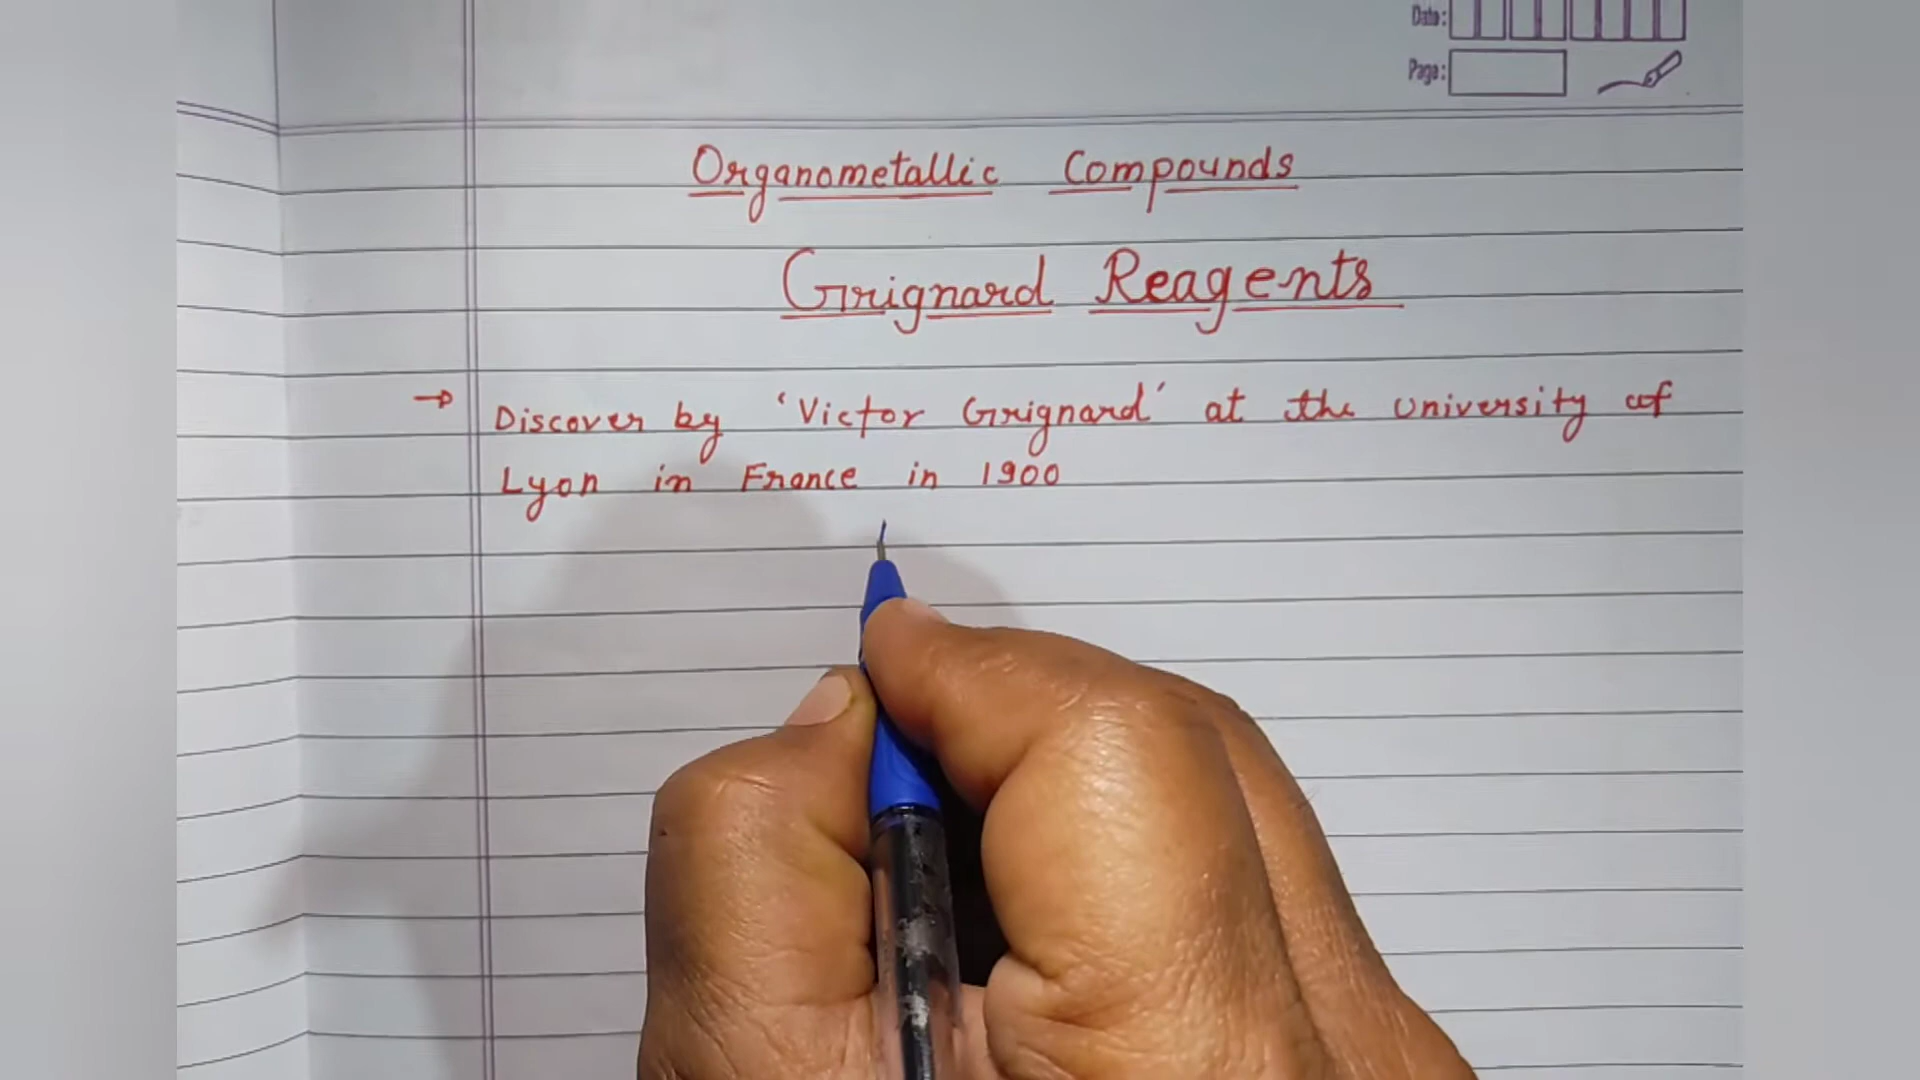 Date:
Page:
Organometallic Compounds
Grignard Reagents
→ Discover by 'Victor Grignard' at the University of
Lyon in France in 1900